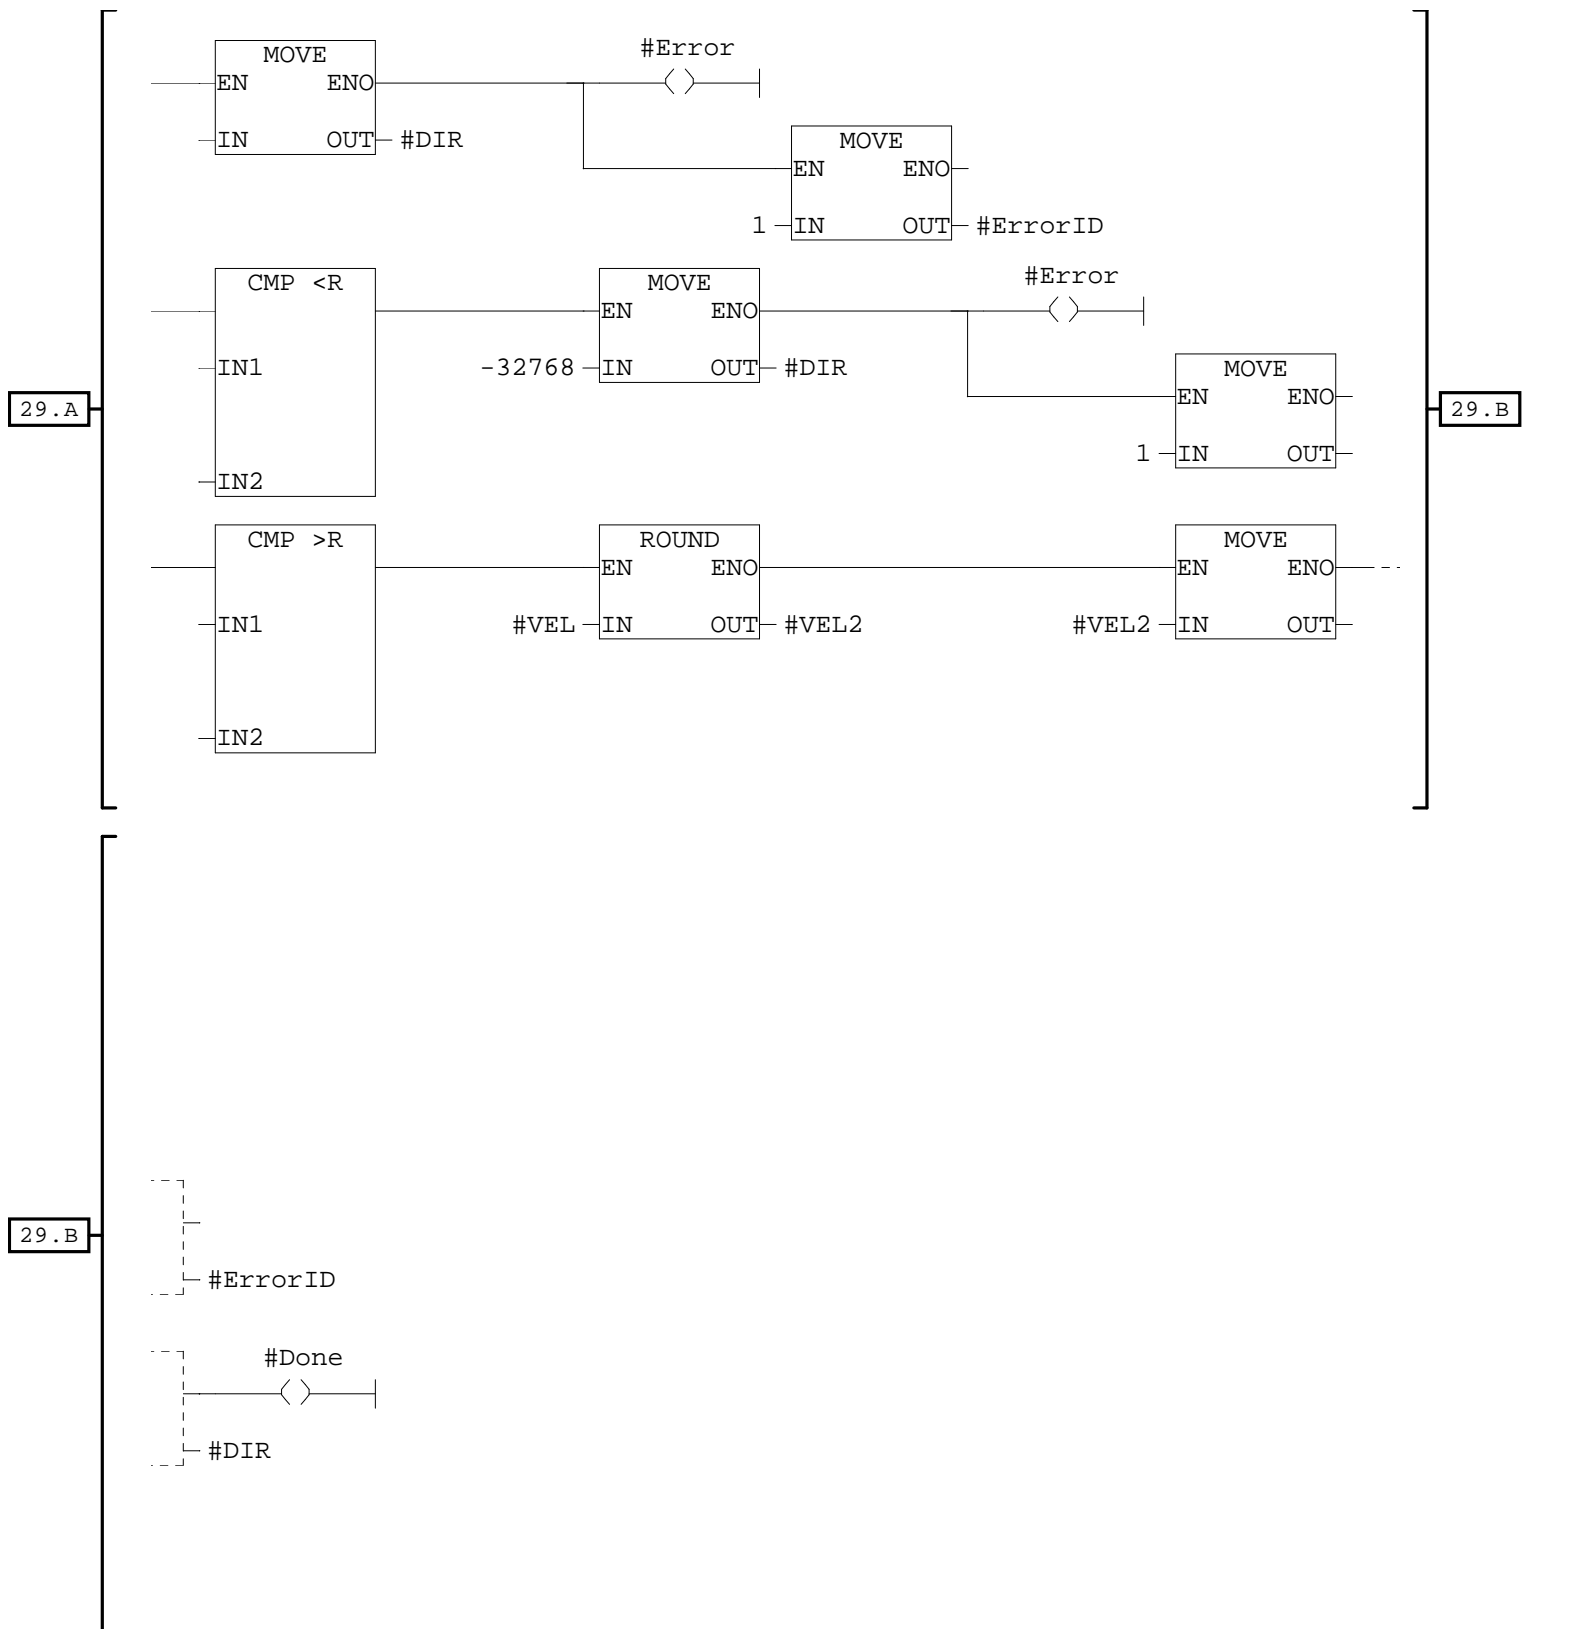 MOVE
#Error
EN ENO
IN OUT #DIR
MOVE
EN ENO
1 IN OUT #ErrorID
CMP <R MOVE #Error
EN ENO
IN1 -32768 IN OUT #DIR MOVE
29.A EN ENO 29.B
1 IN OUT
IN2
CMP >R ROUND MOVE
EN ENO EN ENO
IN1 #VEL IN OUT #VEL2 #VEL2 IN OUT
IN2
29.B
#ErrorID
#Done
#DIR